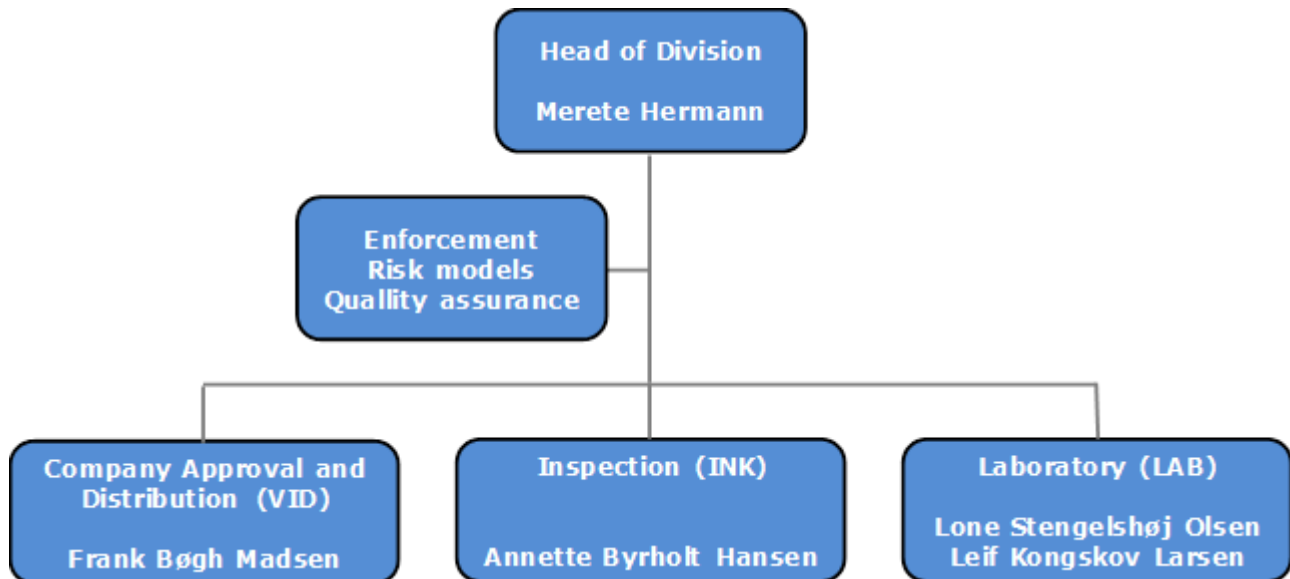 Head of Division
Merete Hermann
Enforcement
Risk models
Quallity assurance
Company Approval and
Distribution (VID)
Frank Bøgh Madsen
Inspection (INK)
Annette Byrholt Hansen
Laboratory (LAB)
Lone Stengelshøj Olsen
Leif Kongskov Larsen